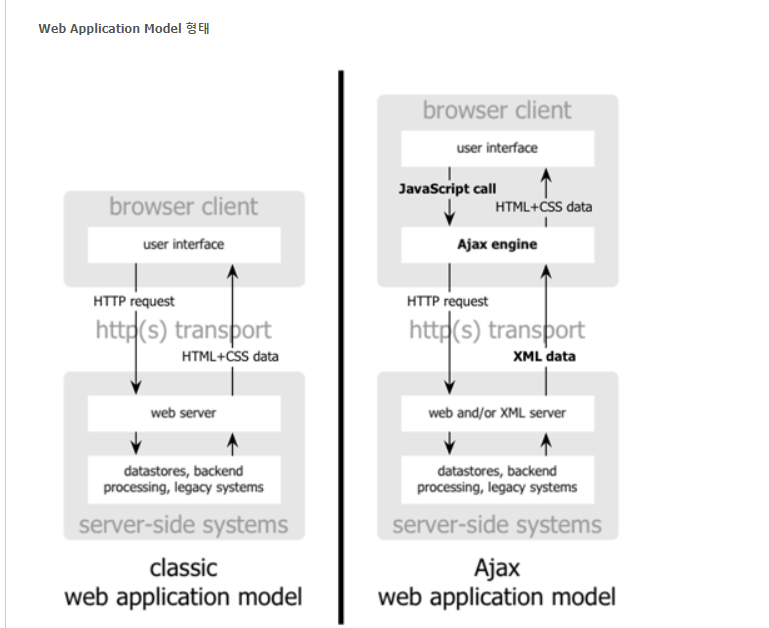 Web Application Model 형태
browser client
user interface
HTTP request
http(s) transport
HTML+CSS data
web server
datastores, backend
processing, legacy systems
server-side systems
classic
web application model
browser client
user interface
JavaScript call
HTML+CSS data
Ajax engine
HTTP request
http(s) transport
XML data
web and/or XML server
datastores, backend
processing, legacy systems
server-side systems
Ajax
web application model